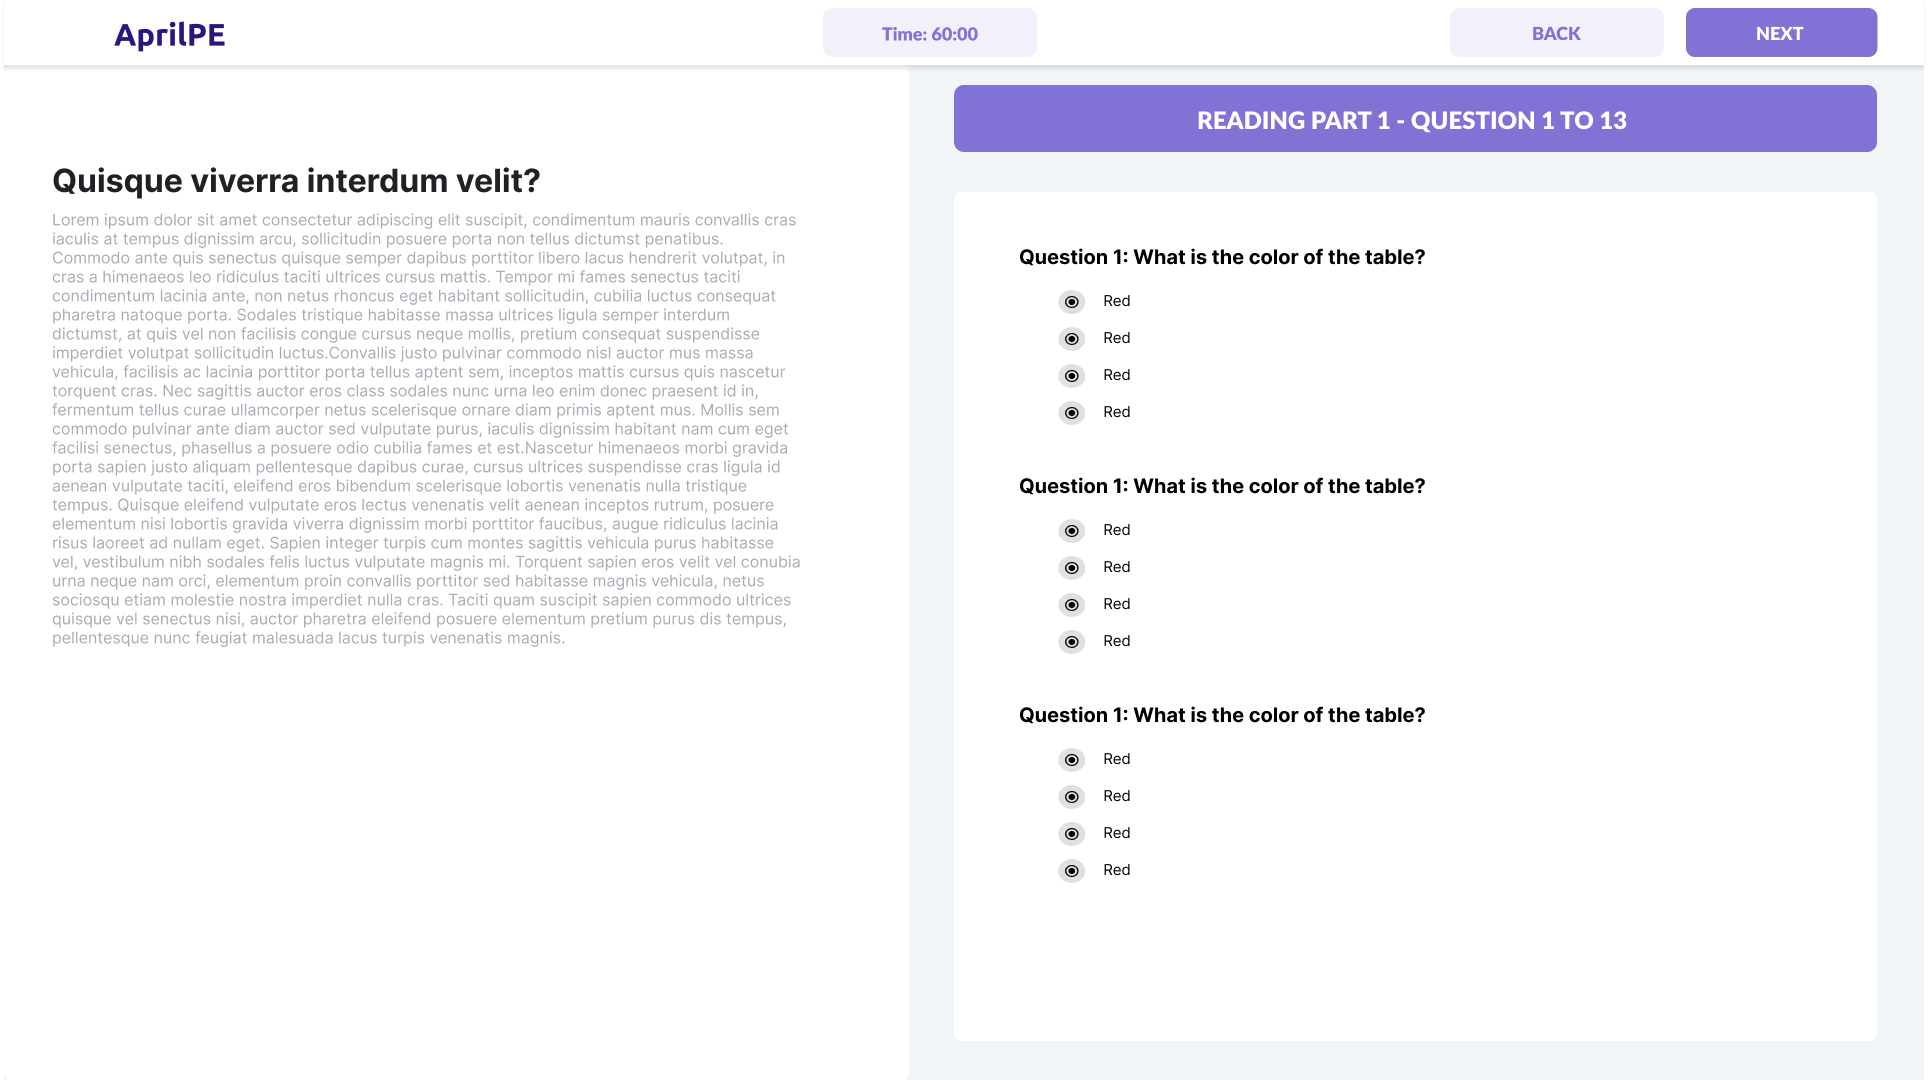 AprilPE
Time: 60:00
BACK
NEXT
Quisque viverra interdum velit?
Lorem ipsum dolor sit amet consectetur adipiscing elit suscipit, condimentum mauris convallis cras
iaculis at tempus dignissim arcu, sollicitudin posuere porta non tellus dictumst penatibus.
Commodo ante quis senectus quisque semper dapibus porttitor libero lacus hendrerit volutpat, in
cras a himenaeos leo ridiculus taciti ultrices cursus mattis. Tempor mi fames senectus taciti
condimentum lacinia ante, non netus rhoncus eget habitant sollicitudin, cubilia luctus consequat
pharetra natoque porta. Sodales tristique habitasse massa ultrices ligula semper interdum
dictumst, at quis vel non facilisis congue cursus neque mollis, pretium consequat suspendisse
imperdiet volutpat sollicitudin luctus.Convallis justo pulvinar commodo nisl auctor mus massa
vehicula, facilisis ac lacinia porttitor porta tellus aptent sem, inceptos mattis cursus quis nascetur
torquent cras. Nec sagittis auctor eros class sodales nunc urna leo enim donec praesent id in,
fermentum tellus curae ullamcorper netus scelerisque ornare diam primis aptent mus. Mollis sem
commodo pulvinar ante diam auctor sed vulputate purus, iaculis dignissim habitant nam cum eget
facilisi senectus, phasellus a posuere odio cubilia fames et est.Nascetur himenaeos morbi gravida
porta sapien justo aliquam pellentesque dapibus curae, cursus ultrices suspendisse cras ligula id
aenean vulputate taciti, eleifend eros bibendum scelerisque lobortis venenatis nulla tristique
tempus. Quisque eleifend vulputate eros lectus venenatis velit aenean inceptos rutrum, posuere
elementum nisi lobortis gravida viverra dignissim morbi porttitor faucibus, augue ridiculus lacinia
risus laoreet ad nullam eget. Sapien integer turpis cum montes sagittis vehicula purus habitasse
vel, vestibulum nibh sodales felis luctus vulputate magnis mi. Torquent sapien eros velit vel conubia
urna neque nam orci, elementum proin convallis porttitor sed habitasse magnis vehicula, netus
sociosqu etiam molestie nostra imperdiet nulla cras. Taciti quam suscipit sapien commodo ultrices
quisque vel senectus nisi, auctor pharetra eleifend posuere elementum pretium purus dis tempus,
pellentesque nunc feugiat malesuada lacus turpis venenatis magnis.
READING PART 1 - QUESTION 1 TO 13
Question 1: What is the color of the table?
Red
Red
Red
Red
Question 1: What is the color of the table?
Red
Red
Red
Red
Question 1: What is the color of the table?
Red
Red
Red
Red